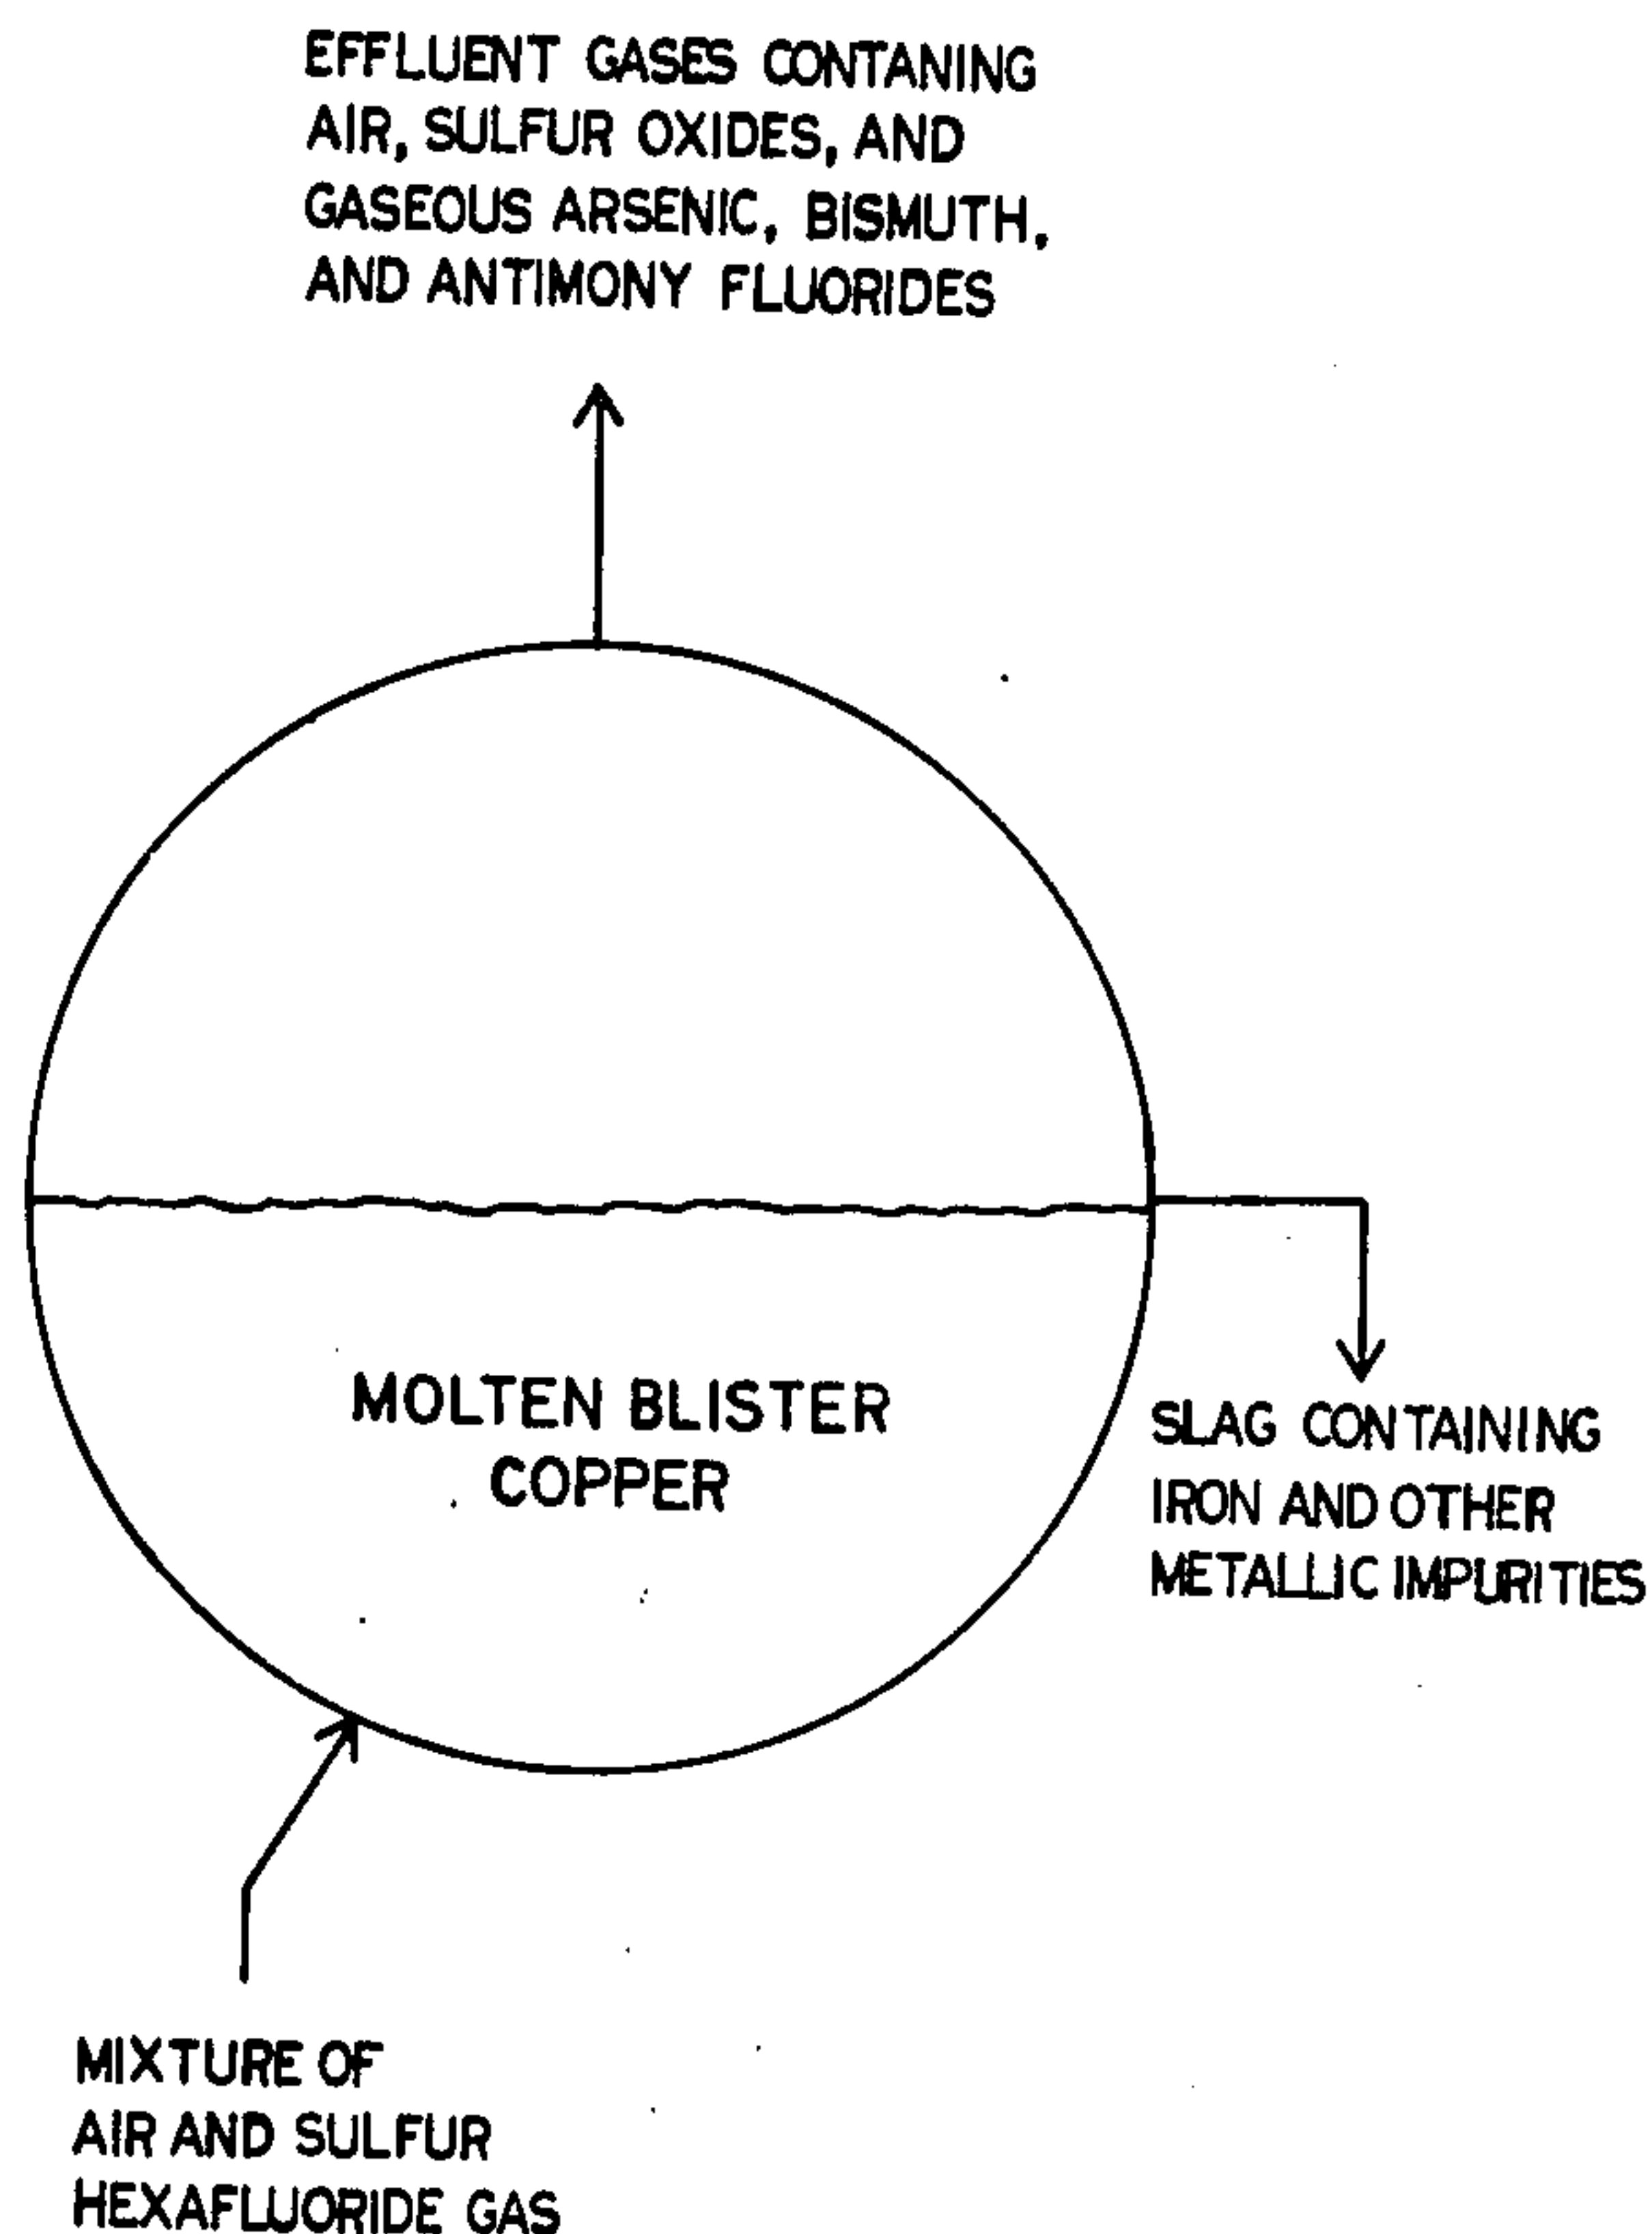 EFFLUENT GASES CONTANING
AIR, SULFUR OXIDES, AND
GASEOUS ARSENIC, BISMUTH,
AND ANTIMONY FLUORIDES
MOLTEN BLISTER
COPPER
SLAG CONTAINING
IRON AND OTHER
METALLIC IMPURITIES
MIXTURE OF
AIR AND SULFUR
HEXAFLUORIDE GAS